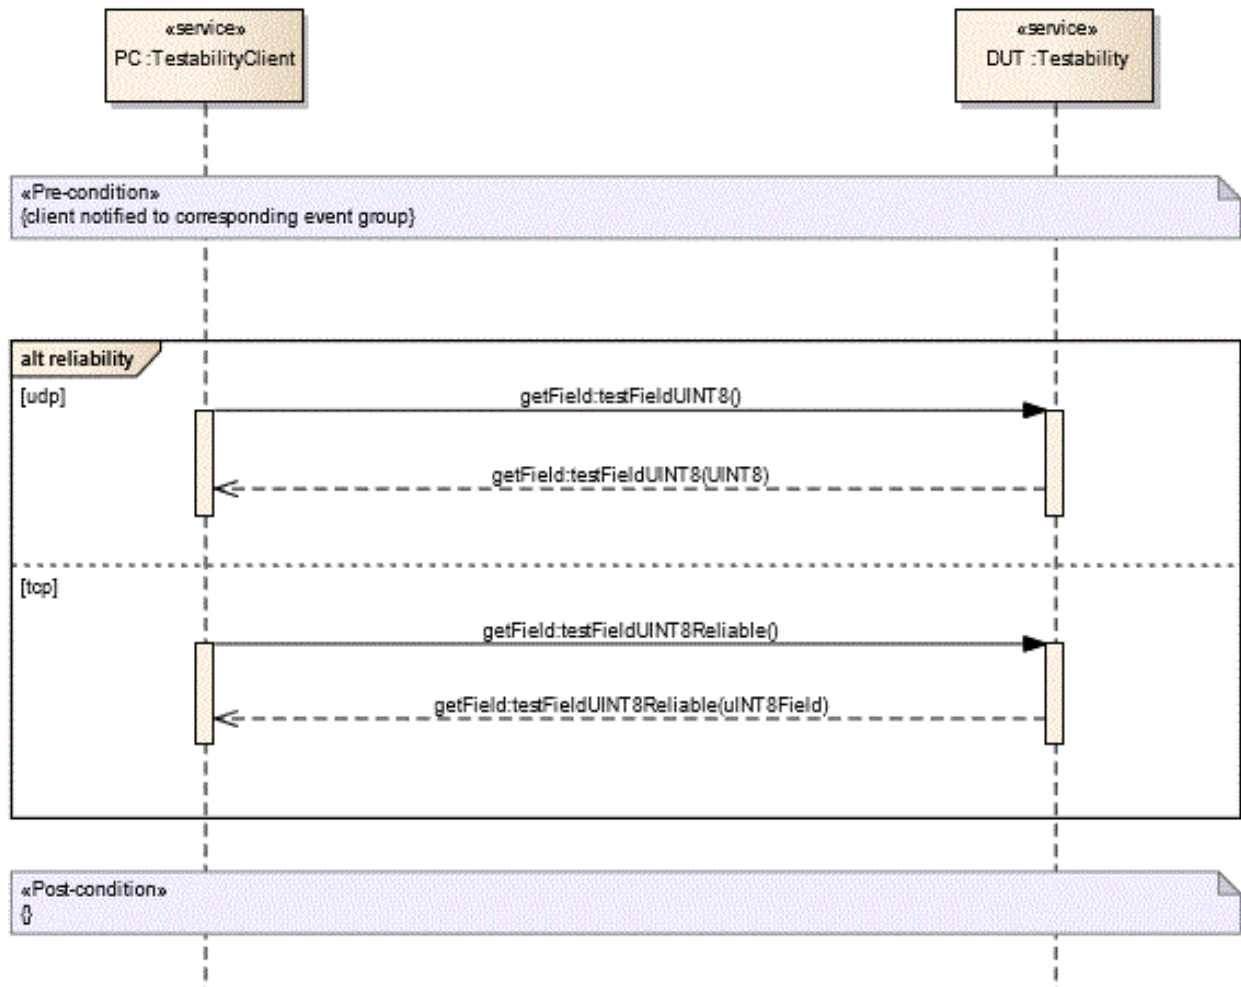 «service»
PC :TestabilityClient
«service»
DUT :Testability
«Pre-condition»
{client notified to corresponding event group}
alt reliability
[udp]
getField:testFieldUINT8()
getField:testFieldUINT8(UINT8)
[tcp]
getField:testFieldUINT8Reliable()
getField:testFieldUINT8Reliable(uINT8Field)
«Post-condition»
{}